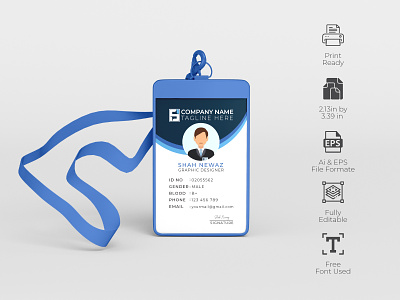 COMPANY NAME
TAGLINE HERE
SHAH NEWAZ
GRAPHIC DESIGNER
ID NO :02055562
GENDER :MALE
BLOOD :B+
PHONE :123 456 789
EMAIL :yourmail@gmail.com
Print
Ready
2.13in by
3.39 in
EPS
Ai & EPS
File Formate
Fully
Editable
T
Free
Font Used